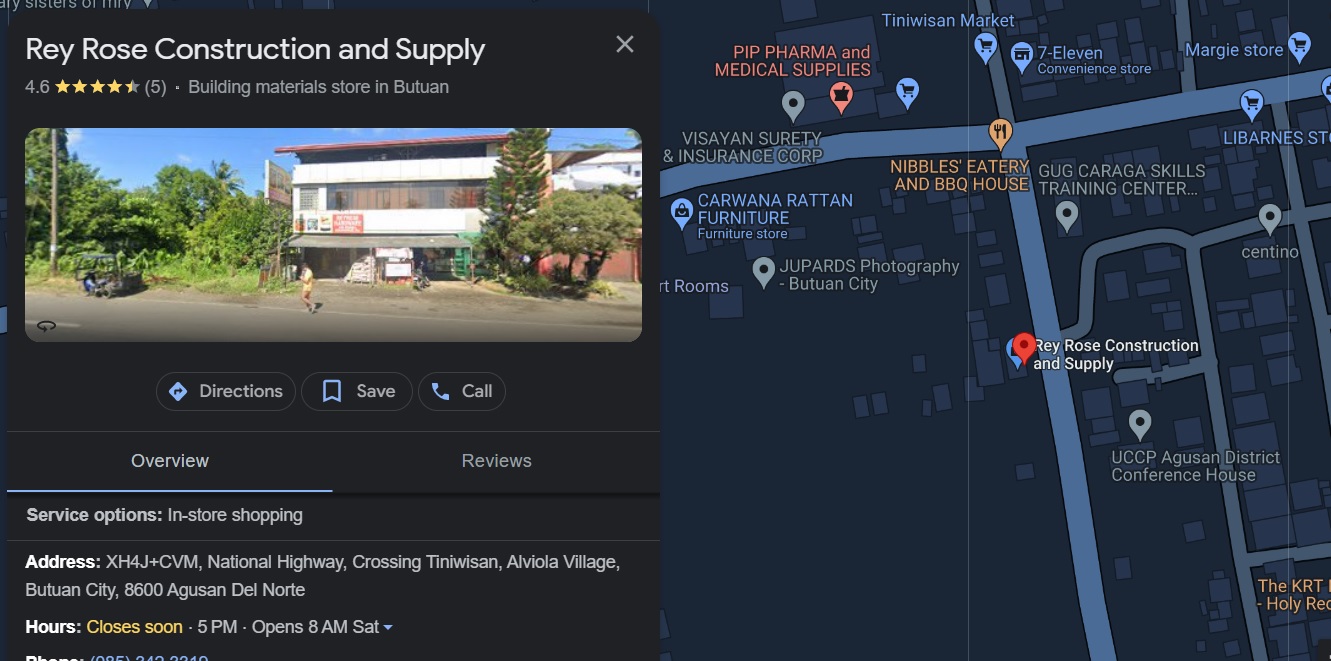 ary sisters of mry
Rey Rose Construction and Supply
4.6 (5) · Building materials store in Butuan
Directions
Save
Call
Overview
Reviews
Service options: In-store shopping
Address: XH4J+CVM, National Highway, Crossing Tiniwisan, Alviola Village,
Butuan City, 8600 Agusan Del Norte
Hours: Closes soon · 5 PM · Opens 8 AM Sat
Phone: (085) 342 3319
Tiniwisan Market
PIP PHARMA and
MEDICAL SUPPLIES
7-Eleven
Convenience store
Margie store
VISAYAN SURETY
& INSURANCE CORP
LIBARNES ST
NIBBLES' EATERY
AND BBQ HOUSE
GUG CARAGA SKILLS
TRAINING CENTER...
CARWANA RATTAN
FURNITURE
Furniture store
centino
JUPARDS Photography
- Butuan City
rt Rooms
Rey Rose Construction
and Supply
UCCP Agusan District
Conference House
The KRT
- Holy Re